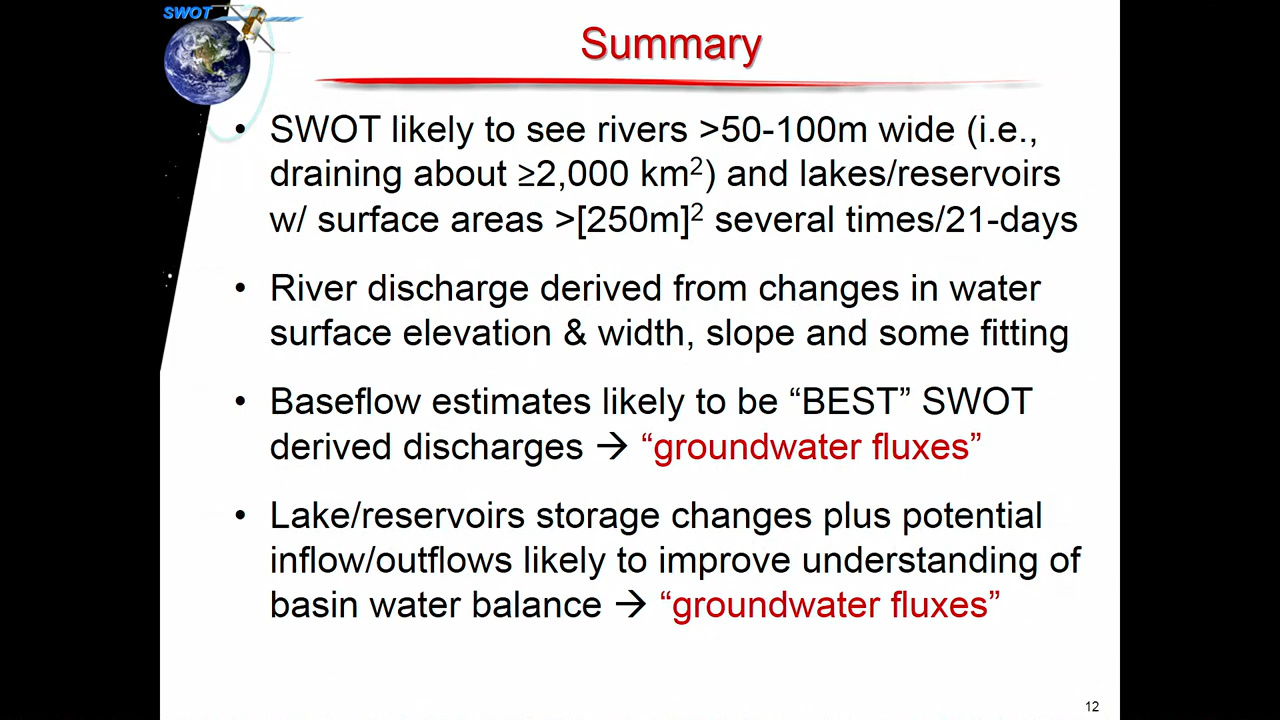 SWOT
Summary
• SWOT likely to see rivers >50-100m wide (i.e.,
draining about ≥2,000 km²) and lakes/reservoirs
w/ surface areas >[250m]² several times/21-days
• River discharge derived from changes in water
surface elevation & width, slope and some fitting
• Baseflow estimates likely to be “BEST” SWOT
derived discharges → “groundwater fluxes”
• Lake/reservoirs storage changes plus potential
inflow/outflows likely to improve understanding of
basin water balance → “groundwater fluxes”
12